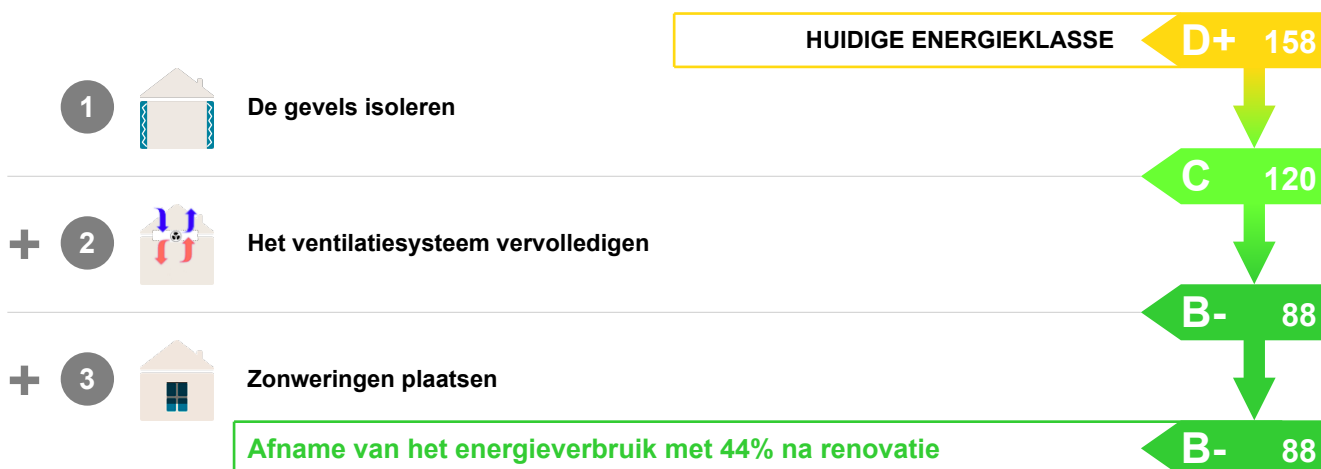 HUIDIGE ENERGIEKLASSE D+ 158
1 De gevels isoleren
C 120
+ 2 Het ventilatiesysteem vervolledigen
B- 88
+ 3 Zonweringen plaatsen
Afname van het energieverbruik met 44% na renovatie B- 88